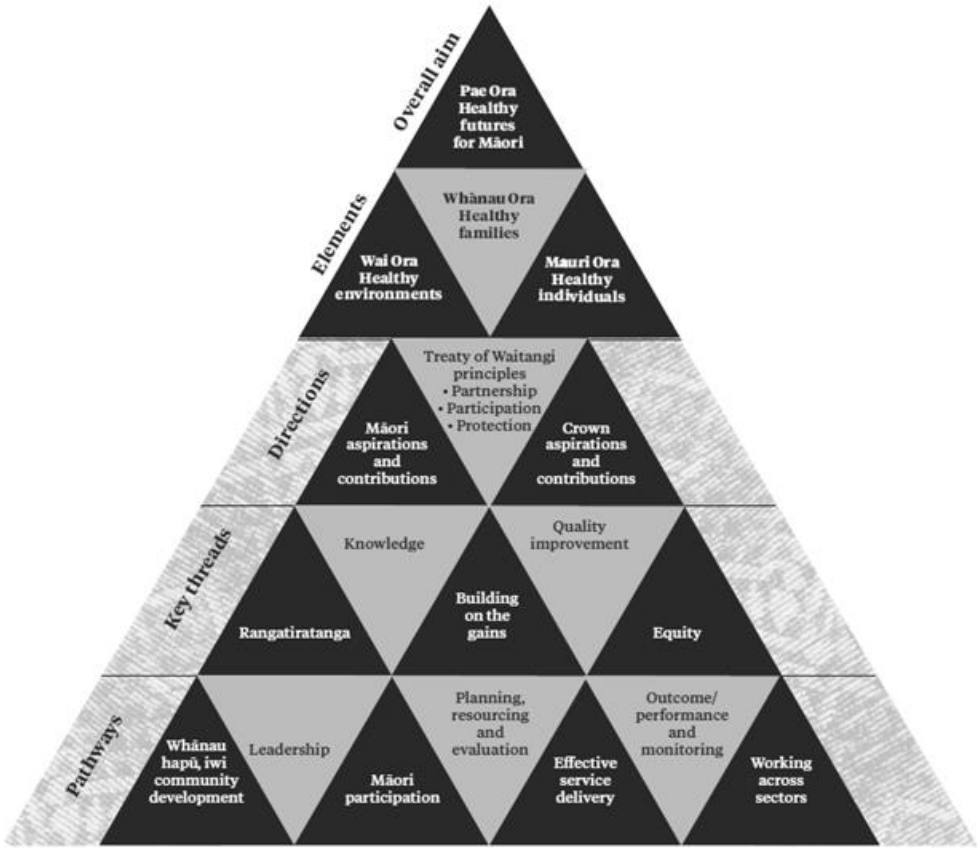 Overall aim
Pae Ora
Healthy
futures
for Māori
Elements
Whānau Ora
Healthy
families
Wai Ora
Healthy
environments
Mauri Ora
Healthy
individuals
Directions
Treaty of Waitangi
principles
• Partnership
• Participation
• Protection
Māori
aspirations
and
contributions
Crown
aspirations
and
contributions
Key threads
Knowledge
Quality
improvement
Rangatiratanga
Building
on the
gains
Equity
Pathways
Whānau
hapū, iwi
community
development
Leadership
Māori
participation
Planning,
resourcing
and
evaluation
Effective
service
delivery
Outcome/
performance
and
monitoring
Working
across
sectors